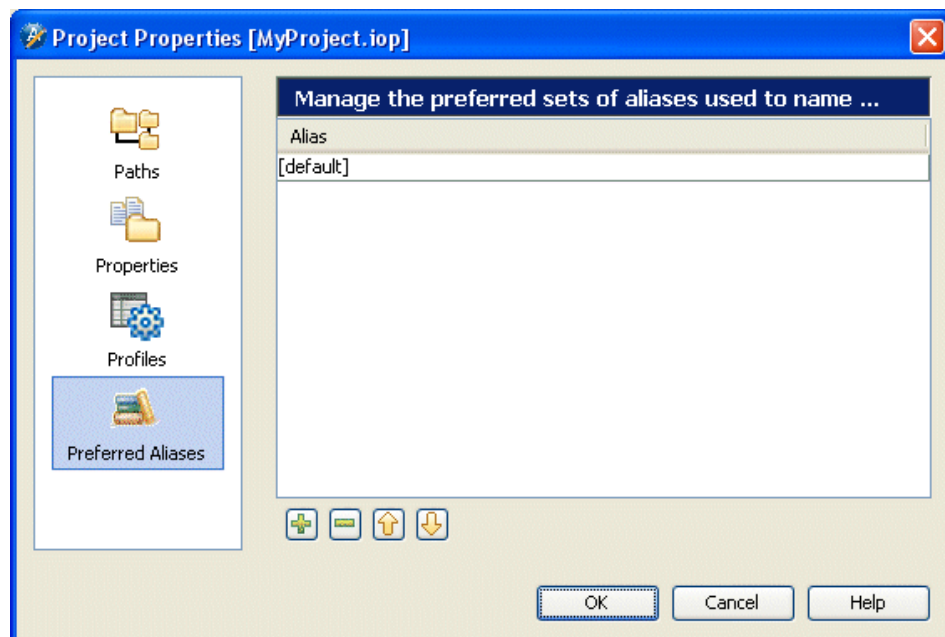 Project Properties [MyProject.iop]
Paths
Properties
Profiles
Preferred Aliases
Manage the preferred sets of aliases used to name ...
Alias
[default]
OK
Cancel
Help